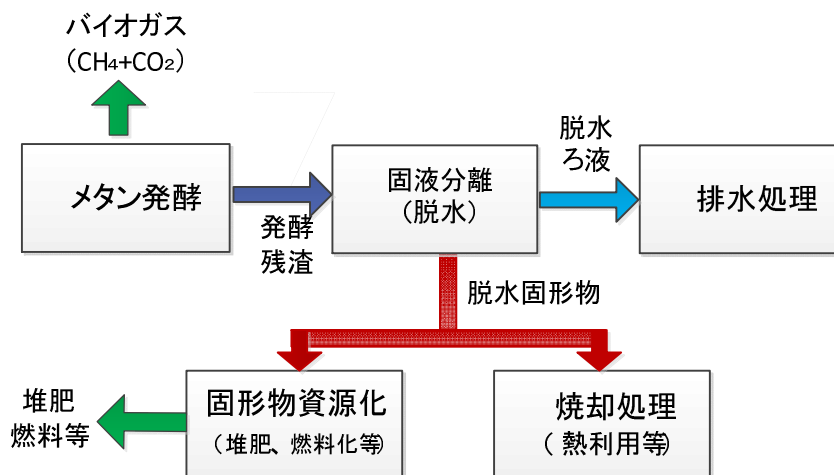 バイオガス
(CH₄+CO₂)
メタン発酵
発酵
残渣
固液分離
(脱水)
脱水
ろ液
排水処理
脱水固形物
固形物資源化
(堆肥、燃料化等)
堆肥
燃料等
焼却処理
(熱利用等)